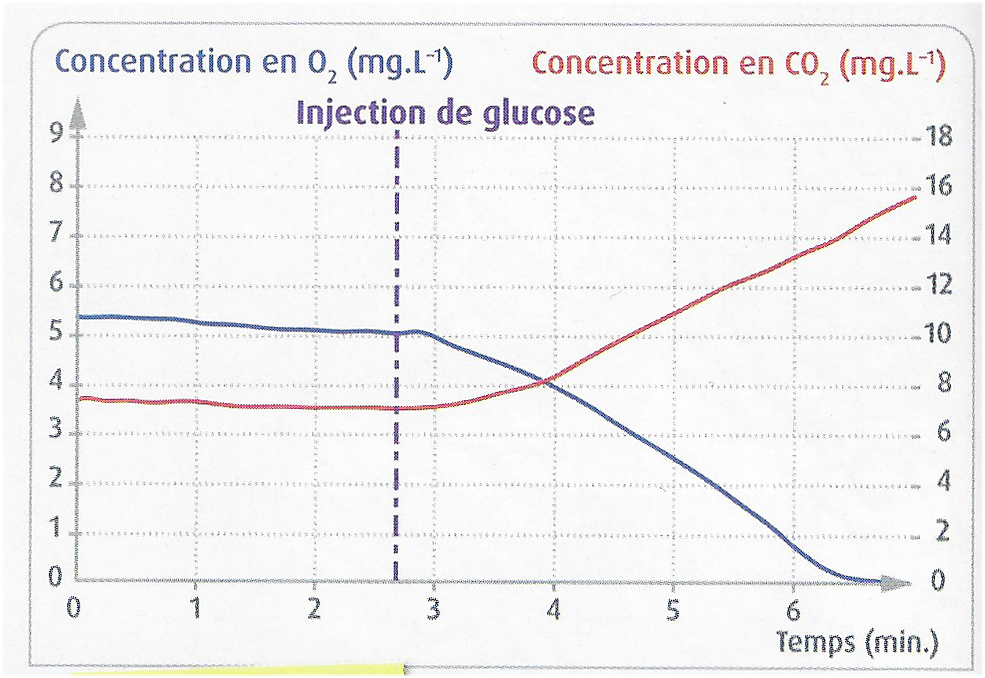 Concentration en O₂ (mg.L⁻¹) Concentration en CO₂ (mg.L⁻¹)
Injection de glucose
9 18
8 16
7 14
6 12
5 10
4 8
3 6
2 4
1 2
0 0
0 1 2 3 4 5 6
Temps (min.)